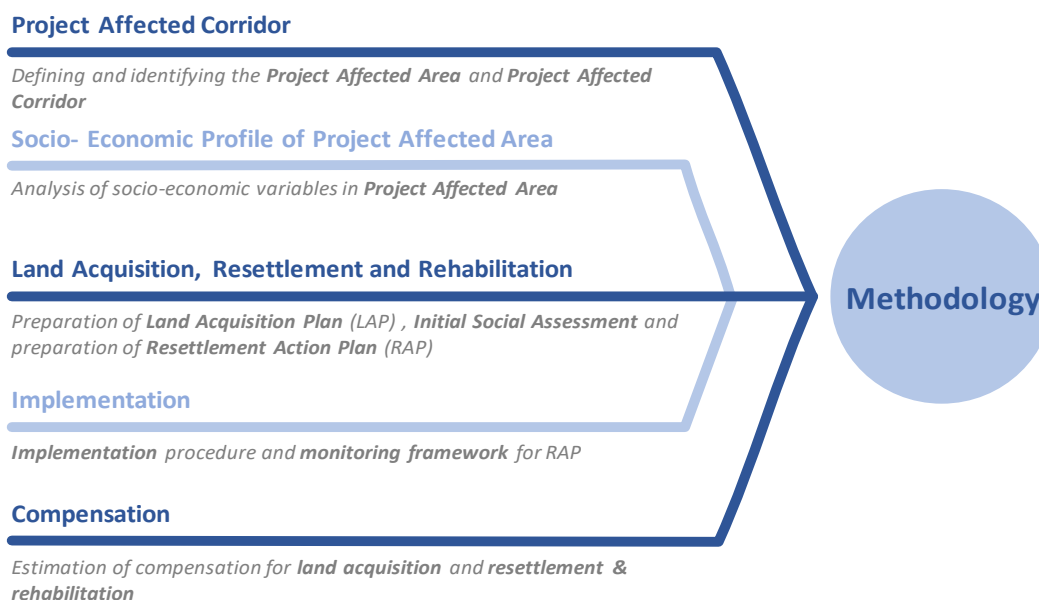 Project Affected Corridor
Defining and identifying the Project Affected Area and Project Affected
Corridor
Socio- Economic Profile of Project Affected Area
Analysis of socio-economic variables in Project Affected Area
Land Acquisition, Resettlement and Rehabilitation
Preparation of Land Acquisition Plan (LAP) , Initial Social Assessment and
preparation of Resettlement Action Plan (RAP)
Methodology
Implementation
Implementation procedure and monitoring framework for RAP
Compensation
Estimation of compensation for land acquisition and resettlement &
rehabilitation